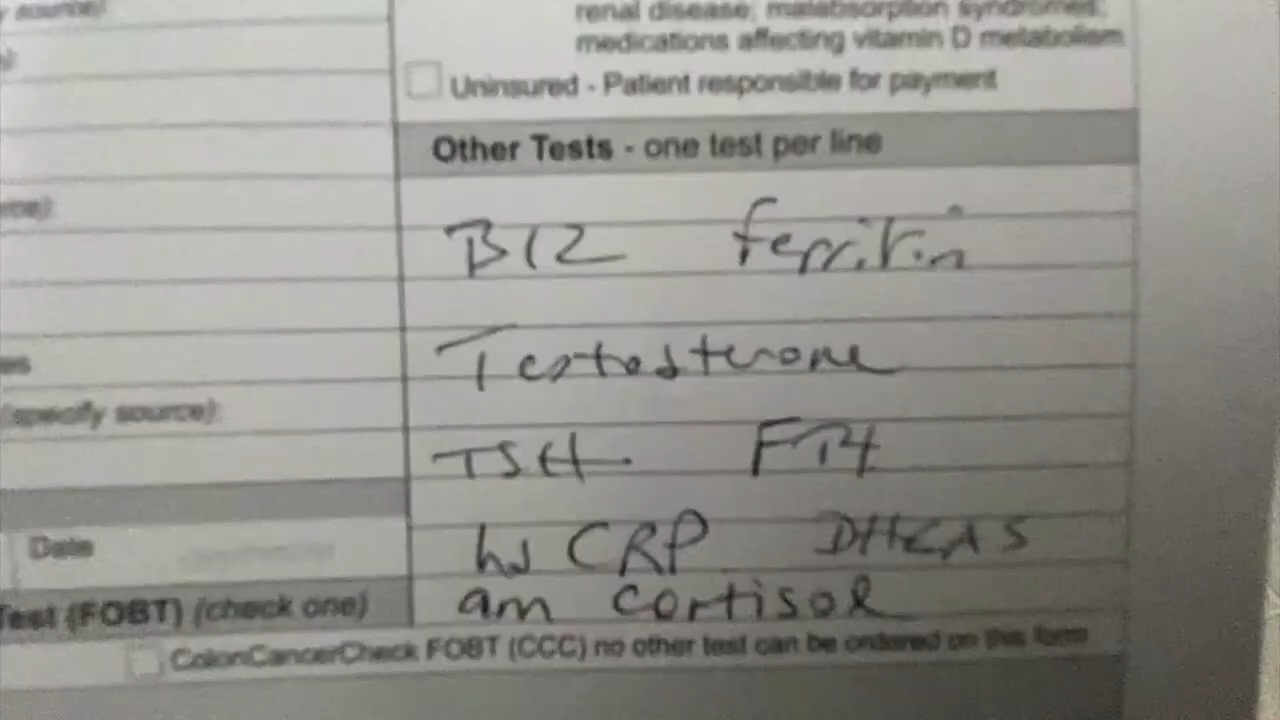 source)
renal disease; malabsorption syndromes;
medications affecting vitamin D metabolism
Uninsured - Patient responsible for payment
Other Tests - one test per line
B12 Ferritin
Testosterone
(specify source):
TSH FT4
Date
hs CRP DHEAS
Test (FOBT) (check one)
am cortisol
ColonCancerCheck FOBT (CCC) no other test can be ordered on this form